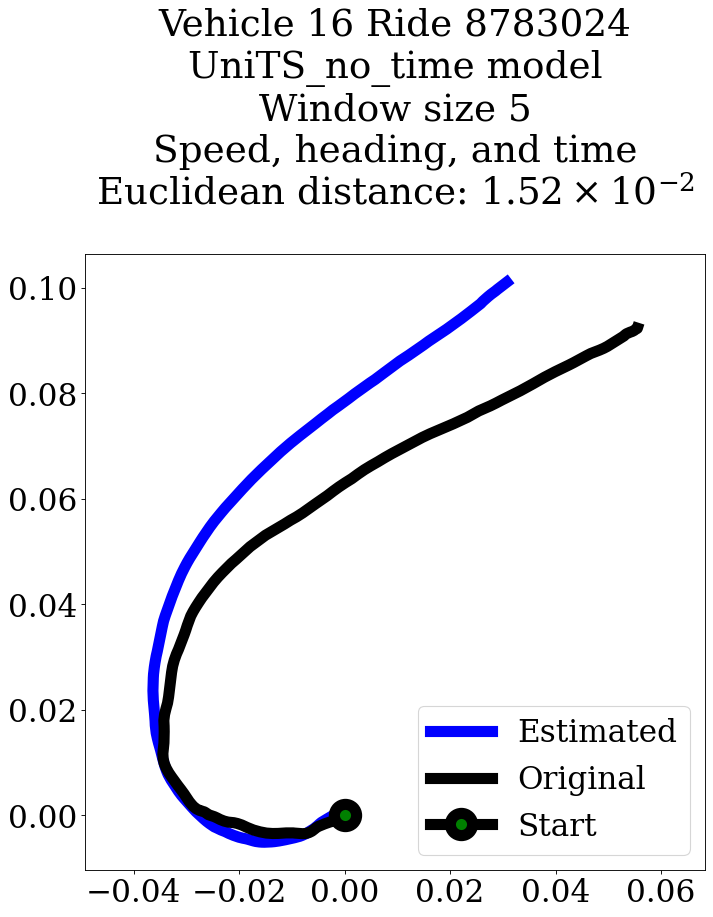 Vehicle 16 Ride 8783024
UniTS_no_time model
Window size 5
Speed, heading, and time
Euclidean distance: 1.52 × 10⁻²
0.10
0.08
0.06
0.04
0.02
0.00
Estimated
Original
Start
−0.04 −0.02 0.00 0.02 0.04 0.06